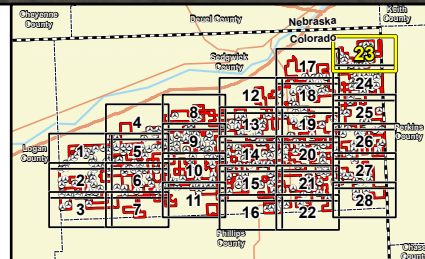 Cheyenne
County
Deuel County
Keith
County
Nebraska
Colorado
Sedgwick
County
23
17
24
12
18
8
25
4
13
19
Perkins
County
9
26
Logan
County
1
5
14
20
10
27
2
6
15
21
11
28
3
7
16
22
Phillips
County
Chase